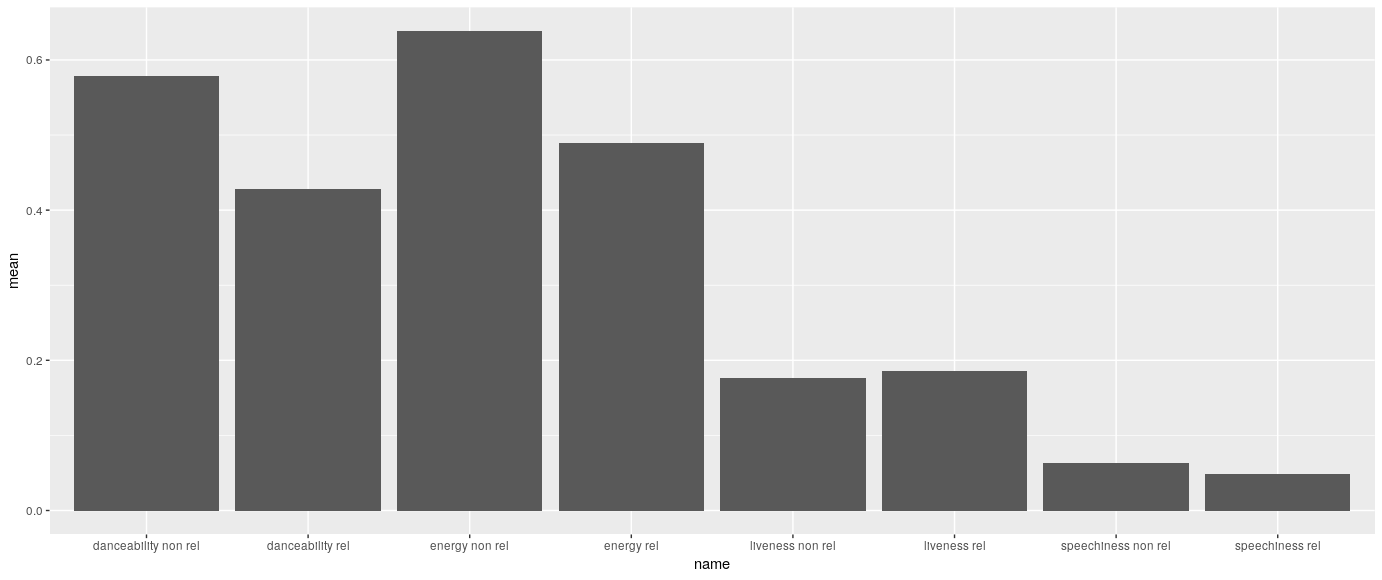 0.6
0.4
0.2
0.0
mean
danceability non rel
danceability rel
energy non rel
energy rel
liveness non rel
liveness rel
speechiness non rel
speechiness rel
name